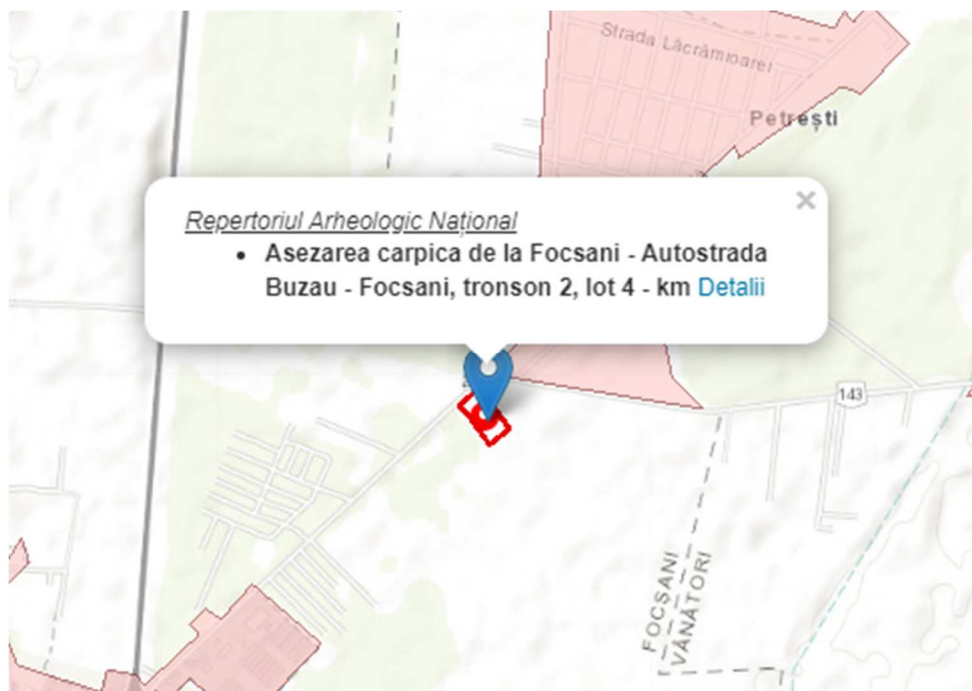 Strada Lăcrămioarei
Petrești
×
Repertoriul Arheologic Național
• Asezarea carpica de la Focsani - Autostrada
Buzau - Focsani, tronson 2, lot 4 - km Detalii
143
FOCȘANI
VÂNĂTORI